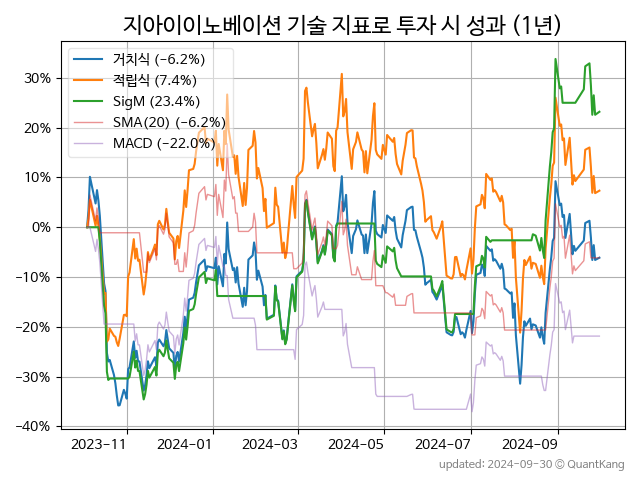 지아이이노베이션 기술 지표로 투자 시 성과 (1년)
거치식 (−6.2%)
적립식 (7.4%)
SigM (23.4%)
SMA(20) (−6.2%)
MACD (−22.0%)
30%
20%
10%
0%
−10%
−20%
−30%
−40%
2023−11 2024−01 2024−03 2024−05 2024−07 2024−09
updated: 2024−09−30 © QuantKang